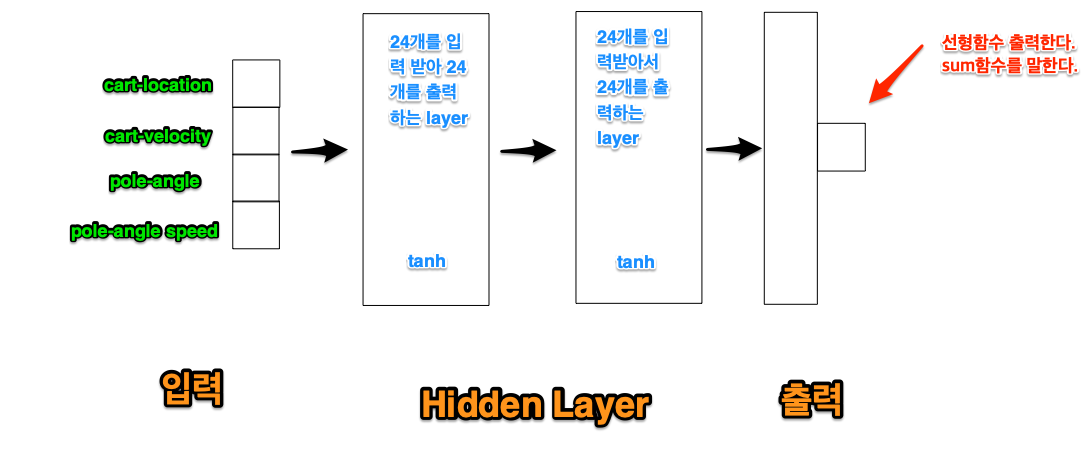 cart-location
cart-velocity
pole-angle
pole-angle speed
24개를 입
력 받아 24
개를 출력
하는 layer
tanh
24개를 입
력받아서
24개를 출
력하는
layer
tanh
선형함수 출력한다.
sum함수를 말한다.
입력
Hidden Layer
출력